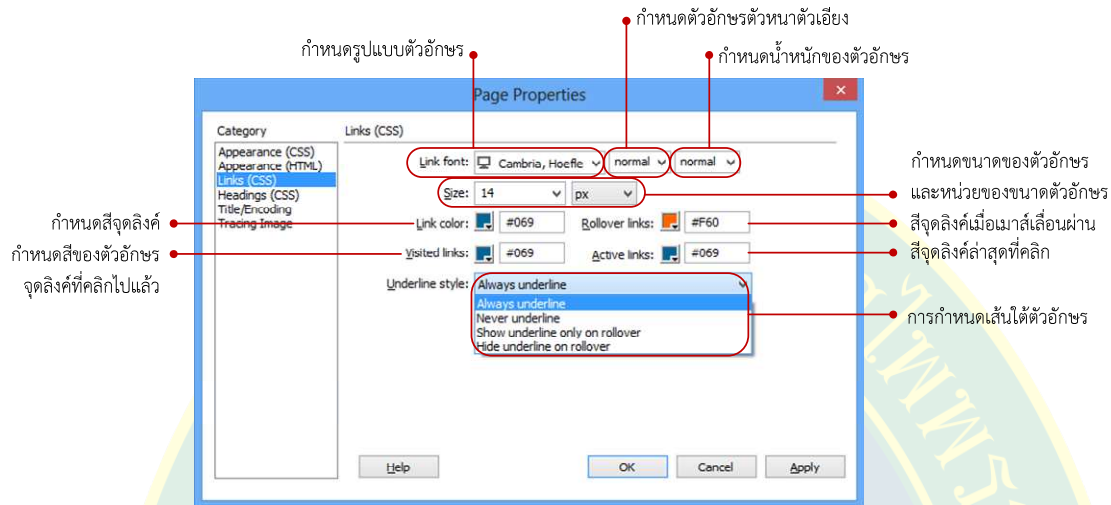 กำหนดตัวอักษรตัวหนาตัวเอียง
กำหนดรูปแบบตัวอักษร
กำหนดน้ำหนักของตัวอักษร
Page Properties
Category
Links (CSS)
Appearance (CSS)
Appearance (HTML)
Links (CSS)
Headings (CSS)
Title/Encoding
Tracing Image
Link font: Cambria, Hoefle normal normal
Size: 14 px
กำหนดขนาดของตัวอักษร
และหน่วยของขนาดตัวอักษร
กำหนดสีจุดลิงค์
Link color: #069 Rollover links: #F60
สีจุดลิงค์เมื่อเมาส์เลื่อนผ่าน
กำหนดสีของตัวอักษร
จุดลิงค์ที่คลิกไปแล้ว
Visited links: #069 Active links: #069
สีจุดลิงค์ล่าสุดที่คลิก
Underline style: Always underline
Always underline
Never underline
Show underline only on rollover
Hide underline on rollover
การกำหนดเส้นใต้ตัวอักษร
Help OK Cancel Apply